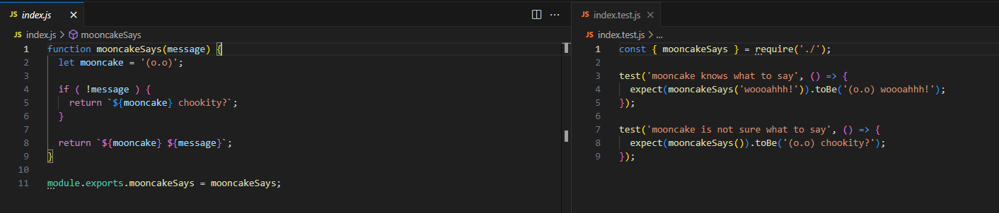 JS index.js
JS index.js > mooncakeSays
1 function mooncakeSays(message) {
2 let mooncake = '(o.o)';
3
4 if ( !message ) {
5 return `${mooncake} chookity?`;
6 }
7
8 return `${mooncake} ${message}`;
9 }
10
11 module.exports.mooncakeSays = mooncakeSays;
JS index.test.js
JS index.test.js > ...
1 const { mooncakeSays } = require('./');
2
3 test('mooncake knows what to say', () => {
4 expect(mooncakeSays('woooahhh!')).toBe('(o.o) woooahhh!');
5 });
6
7 test('mooncake is not sure what to say', () => {
8 expect(mooncakeSays()).toBe('(o.o) chookity?');
9 });